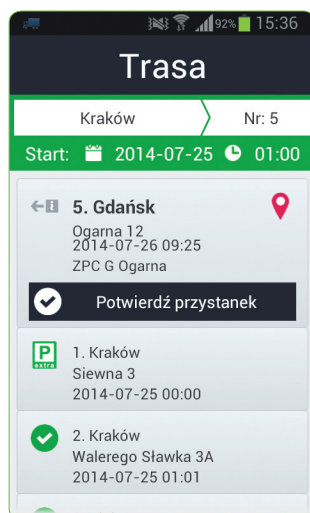 92% 15:36
Trasa
Kraków Nr: 5
Start: 2014-07-25 01:00
5. Gdańsk
Ogarna 12
2014-07-26 09:25
ZPC G Ogarna
Potwierdź przystanek
P
extra
1. Kraków
Siewna 3
2014-07-25 00:00
2. Kraków
Walerego Sławka 3A
2014-07-25 01:01